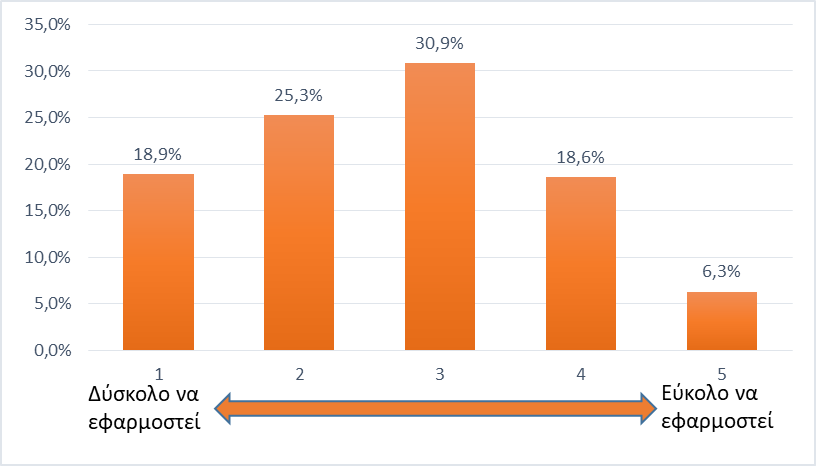 35,0%
30,0%
25,0%
20,0%
15,0%
10,0%
5,0%
0,0%
18,9%
25,3%
30,9%
18,6%
6,3%
1 2 3 4 5
Δύσκολο να
εφαρμοστεί
Εύκολο να
εφαρμοστεί